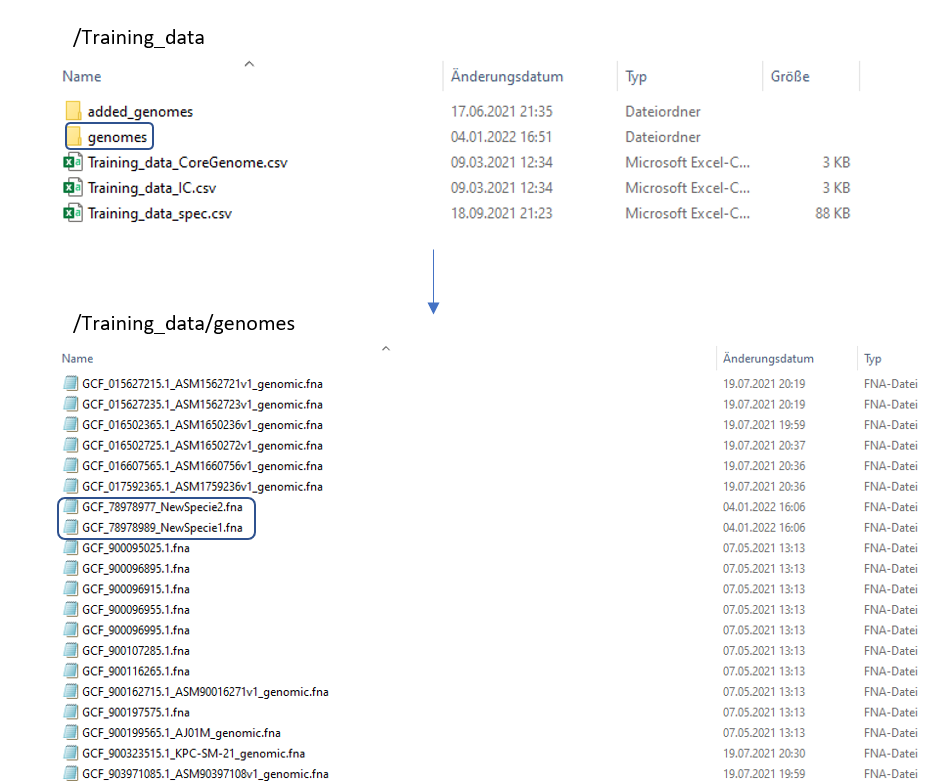 /Training_data
Name Änderungsdatum Typ Größe
added_genomes 17.06.2021 21:35 Dateiordner
genomes 04.01.2022 16:51 Dateiordner
Training_data_CoreGenome.csv 09.03.2021 12:34 Microsoft Excel-C... 3 KB
Training_data_IC.csv 09.03.2021 12:34 Microsoft Excel-C... 3 KB
Training_data_spec.csv 18.09.2021 21:23 Microsoft Excel-C... 88 KB
/Training_data/genomes
Name Änderungsdatum Typ
GCF_015627215.1_ASM1562721v1_genomic.fna 19.07.2021 20:19 FNA-Datei
GCF_015627235.1_ASM1562723v1_genomic.fna 19.07.2021 20:19 FNA-Datei
GCF_016502365.1_ASM1650236v1_genomic.fna 19.07.2021 19:59 FNA-Datei
GCF_016502725.1_ASM1650272v1_genomic.fna 19.07.2021 20:37 FNA-Datei
GCF_016607565.1_ASM1660756v1_genomic.fna 19.07.2021 20:36 FNA-Datei
GCF_017592365.1_ASM1759236v1_genomic.fna 19.07.2021 20:36 FNA-Datei
GCF_78978977_NewSpecie2.fna 04.01.2022 16:06 FNA-Datei
GCF_78978989_NewSpecie1.fna 04.01.2022 16:06 FNA-Datei
GCF_900095025.1.fna 07.05.2021 13:13 FNA-Datei
GCF_900096895.1.fna 07.05.2021 13:13 FNA-Datei
GCF_900096915.1.fna 07.05.2021 13:13 FNA-Datei
GCF_900096955.1.fna 07.05.2021 13:13 FNA-Datei
GCF_900096995.1.fna 07.05.2021 13:13 FNA-Datei
GCF_900107285.1.fna 07.05.2021 13:13 FNA-Datei
GCF_900116265.1.fna 07.05.2021 13:13 FNA-Datei
GCF_900162715.1_ASM90016271v1_genomic.fna 07.05.2021 13:13 FNA-Datei
GCF_900197575.1.fna 07.05.2021 13:13 FNA-Datei
GCF_900199565.1_AJ01M_genomic.fna 07.05.2021 13:13 FNA-Datei
GCF_900323515.1_KPC-SM-21_genomic.fna 19.07.2021 20:30 FNA-Datei
GCF_903971085.1_ASM90397108v1_genomic.fna 19.07.2021 19:59 FNA-Datei